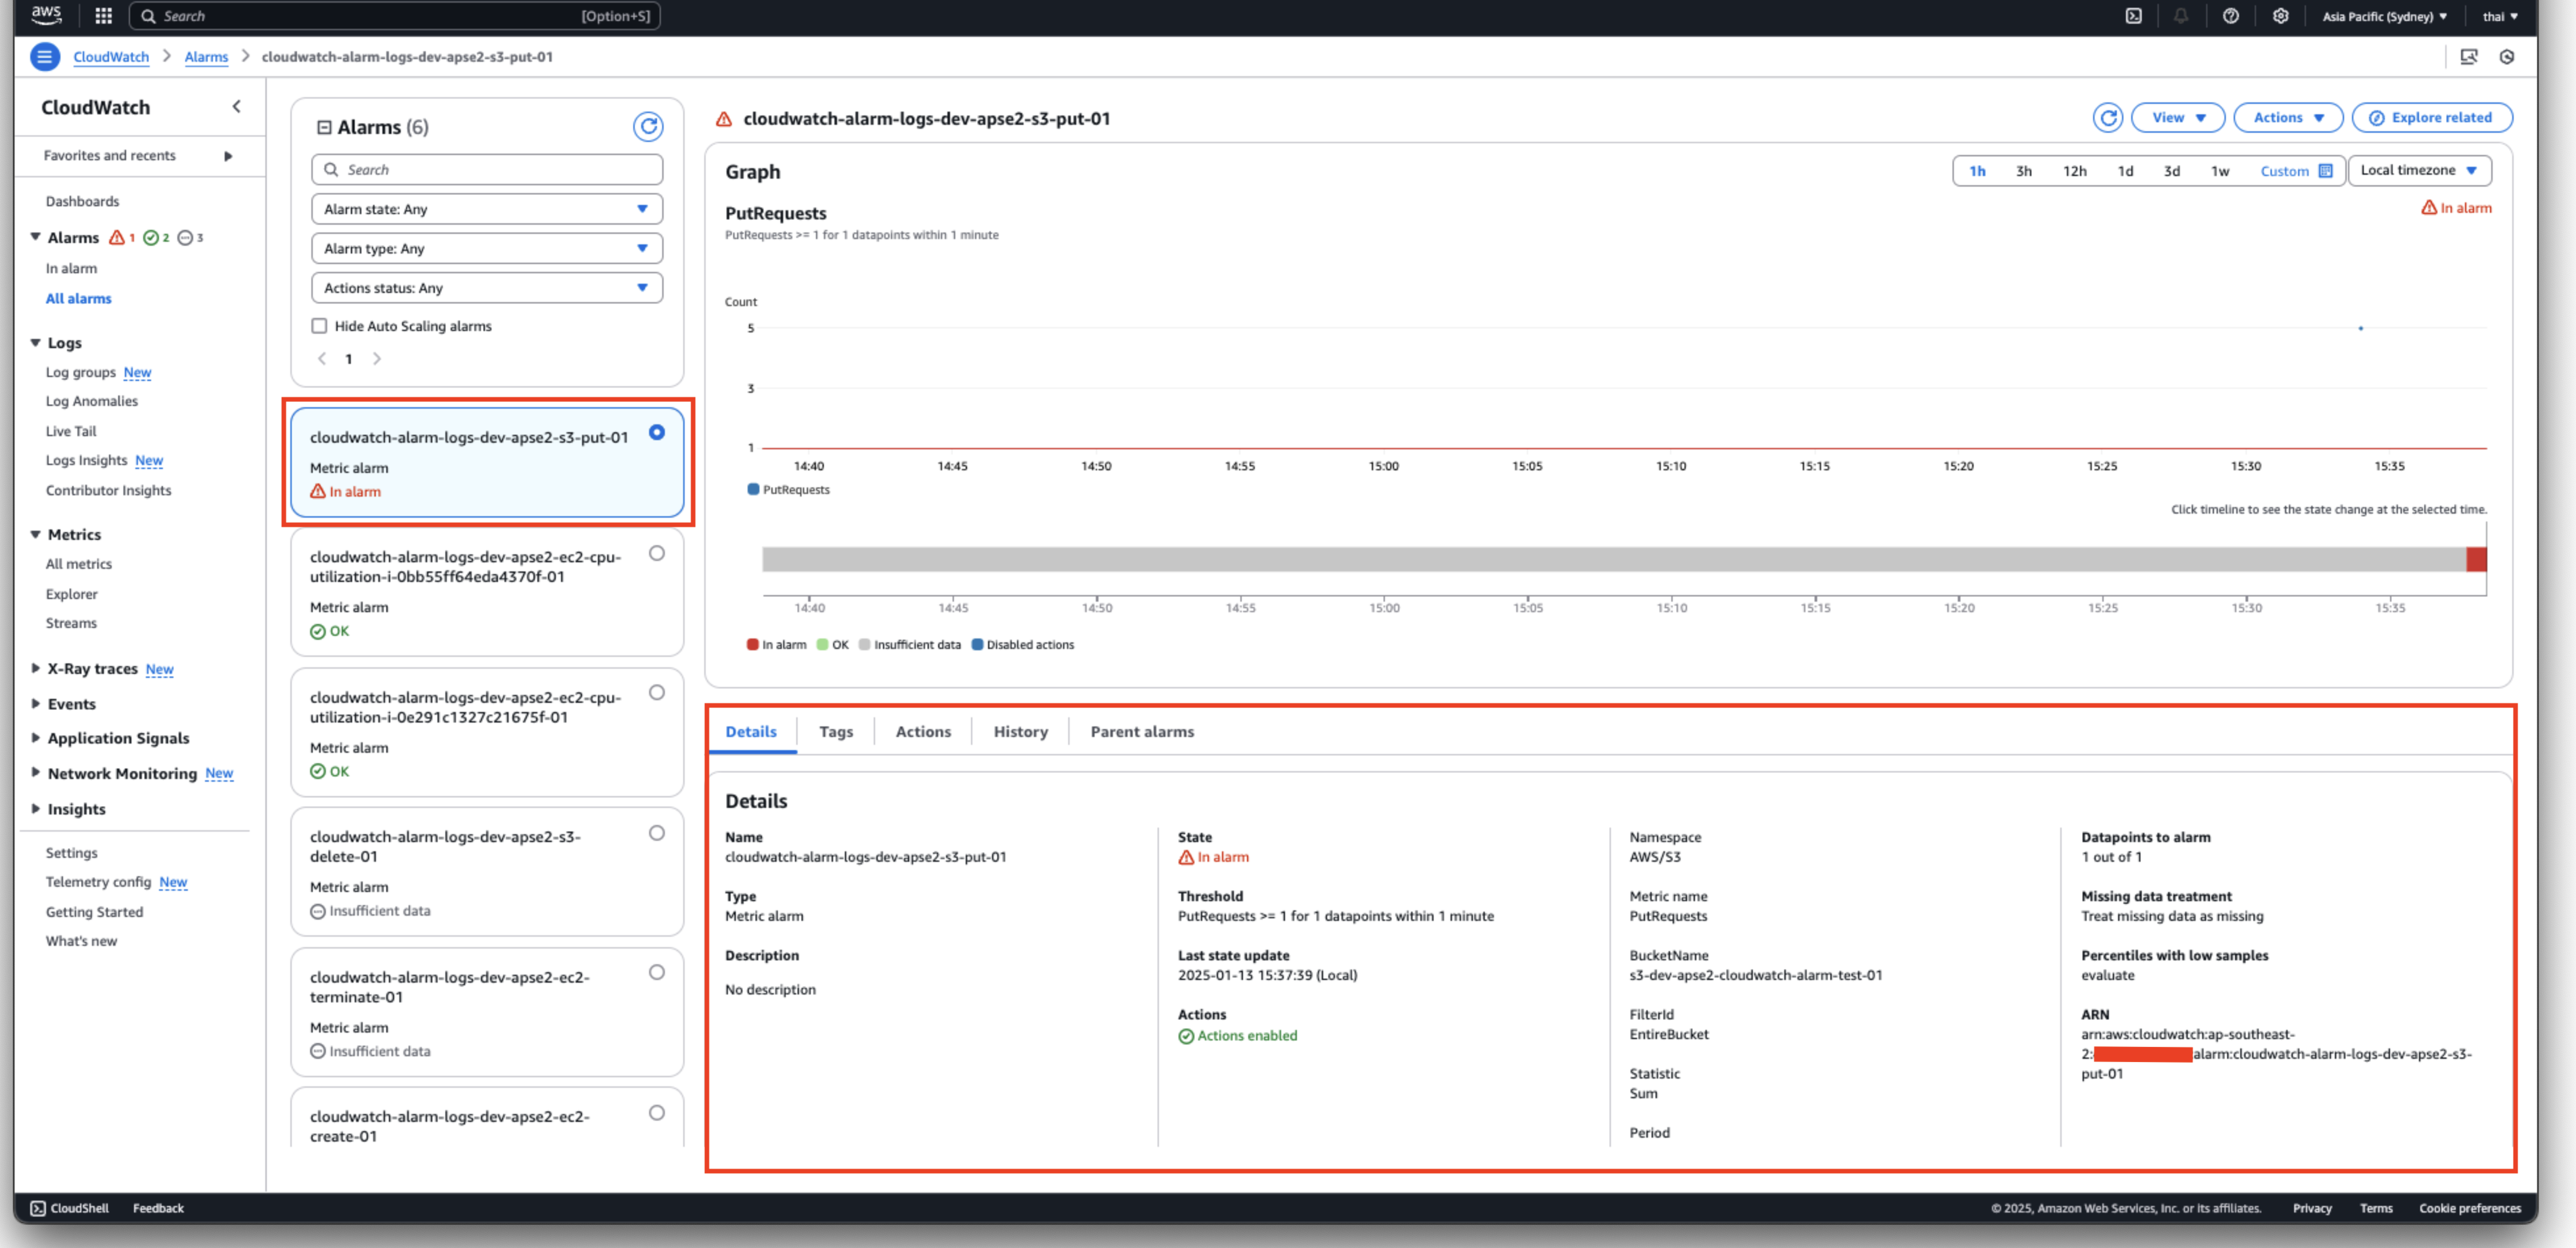 aws
Search [Option+S]
Asia Pacific (Sydney)
thai
CloudWatch > Alarms > cloudwatch-alarm-logs-dev-apse2-s3-put-01
CloudWatch
Favorites and recents
Dashboards
Alarms 1 2 3
In alarm
All alarms
Logs
Log groups New
Log Anomalies
Live Tail
Logs Insights New
Contributor Insights
Metrics
All metrics
Explorer
Streams
X-Ray traces New
Events
Application Signals
Network Monitoring New
Insights
Settings
Telemetry config New
Getting Started
What's new
Alarms (6)
Search
Alarm state: Any
Alarm type: Any
Actions status: Any
Hide Auto Scaling alarms
1
cloudwatch-alarm-logs-dev-apse2-s3-put-01
Metric alarm
In alarm
cloudwatch-alarm-logs-dev-apse2-ec2-cpu-
utilization-i-0bb55ff64eda4370f-01
Metric alarm
OK
cloudwatch-alarm-logs-dev-apse2-ec2-cpu-
utilization-i-0e291c1327c21675f-01
Metric alarm
OK
cloudwatch-alarm-logs-dev-apse2-s3-
delete-01
Metric alarm
Insufficient data
cloudwatch-alarm-logs-dev-apse2-ec2-
terminate-01
Metric alarm
Insufficient data
cloudwatch-alarm-logs-dev-apse2-ec2-
create-01
cloudwatch-alarm-logs-dev-apse2-s3-put-01
View
Actions
Explore related
Graph
1h 3h 12h 1d 3d 1w Custom
Local timezone
PutRequests
In alarm
PutRequests >= 1 for 1 datapoints within 1 minute
Count
5
3
1
14:40 14:45 14:50 14:55 15:00 15:05 15:10 15:15 15:20 15:25 15:30 15:35
PutRequests
Click timeline to see the state change at the selected time.
14:40 14:45 14:50 14:55 15:00 15:05 15:10 15:15 15:20 15:25 15:30 15:35
In alarm OK Insufficient data Disabled actions
Details Tags Actions History Parent alarms
Details
Name
cloudwatch-alarm-logs-dev-apse2-s3-put-01
Type
Metric alarm
Description
No description
State
In alarm
Threshold
PutRequests >= 1 for 1 datapoints within 1 minute
Last state update
2025-01-13 15:37:39 (Local)
Actions
Actions enabled
Namespace
AWS/S3
Metric name
PutRequests
BucketName
s3-dev-apse2-cloudwatch-alarm-test-01
FilterId
EntireBucket
Statistic
Sum
Period
Datapoints to alarm
1 out of 1
Missing data treatment
Treat missing data as missing
Percentiles with low samples
evaluate
ARN
arn:aws:cloudwatch:ap-southeast-
2: alarm:cloudwatch-alarm-logs-dev-apse2-s3-
put-01
CloudShell Feedback
© 2025, Amazon Web Services, Inc. or its affiliates. Privacy Terms Cookie preferences